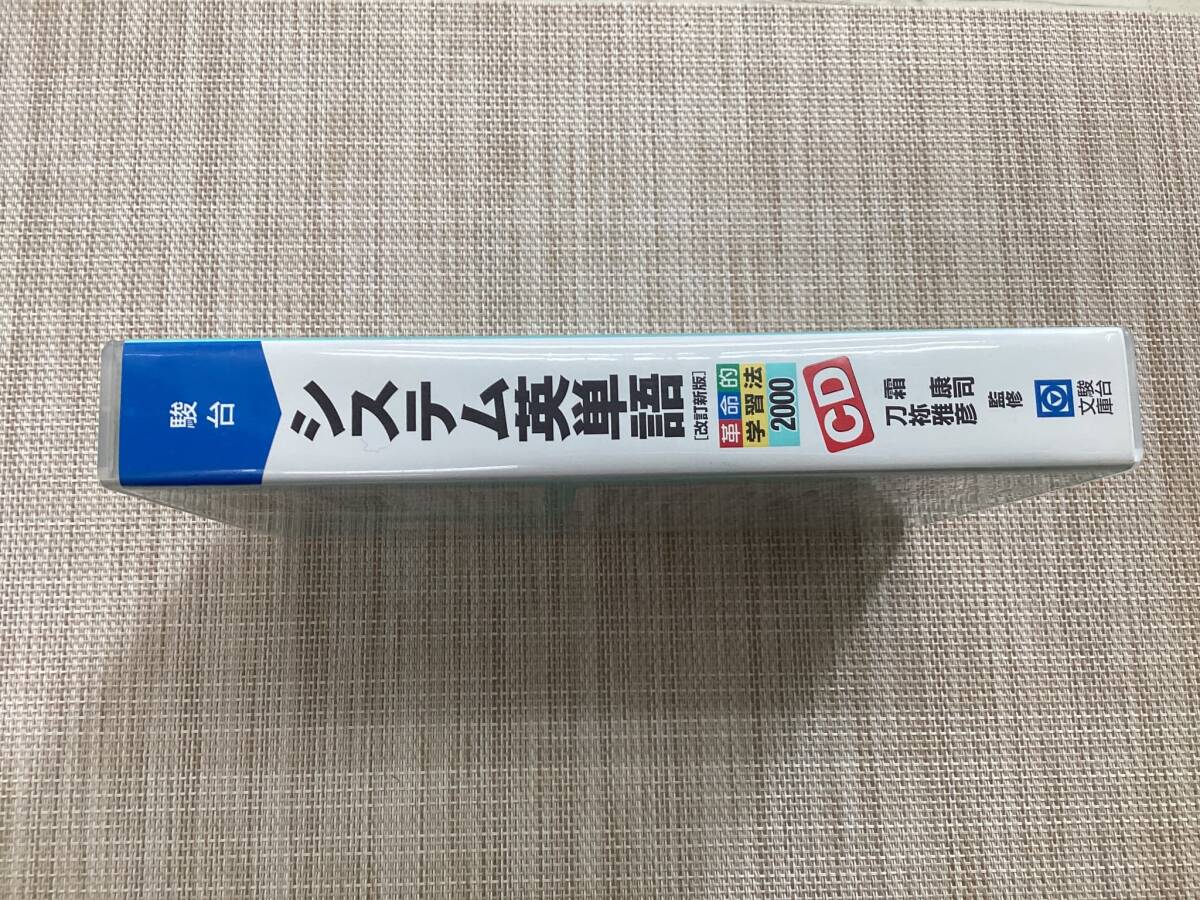 駿台
システム英単語
[改訂新版]
革命的
学習法
2000
CD
霜 康司
刀祢雅彦
監修
駿台
文庫